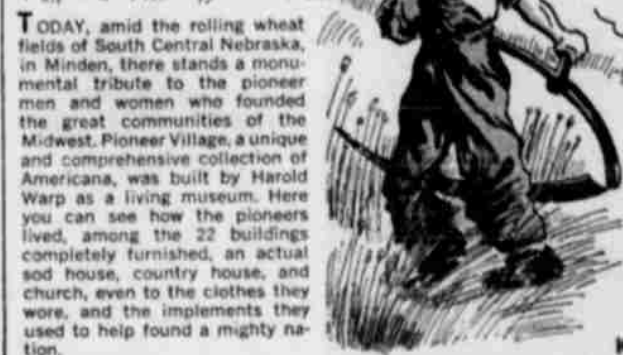 TODAY, amid the rolling wheat
fields of South Central Nebraska,
in Minden, there stands a monu-
mental tribute to the pioneer
men and women who founded
the great communities of the
Midwest. Pioneer Village, a unique
and comprehensive collection of
Americana, was built by Harold
Warp as a living museum. Here
you can see how the pioneers
lived, among the 22 buildings
completely furnished, an actual
sod house, country house, and
church, even to the clothes they
wore, and the implements they
used to help found a mighty na-
tion.